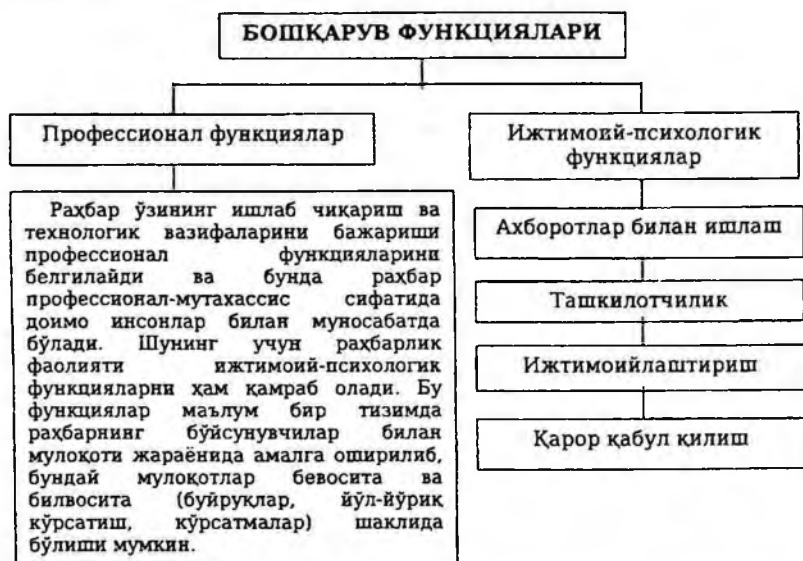 БОШҚАРУВ ФУНКЦИЯЛАРИ
Профессионал функциялар
Раҳбар ўзининг ишлаб чиқариш ва
технологик вазифаларини бажариши
профессионал функцияларини
белгилайди ва бунда раҳбар
профессионал-мутахассис сифатида
доимо инсонлар билан муносабатда
бўлади. Шунинг учун раҳбарлик
фаолияти ижтимоий-психологик
функцияларни ҳам қамраб олади. Бу
функциялар маълум бир тизимда
раҳбарнинг бўйсунувчилар билан
мулоқоти жараёнида амалга оширилиб,
бундай мулоқотлар бевосита ва
билвосита (буйруқлар, йўл-йўриқ
кўрсатиш, кўрсатмалар) шаклида
бўлиши мумкин.
Ижтимоий-психологик
функциялар
Ахборотлар билан ишлаш
Ташкилотчилик
Ижтимоийлаштириш
Қарор қабул қилиш